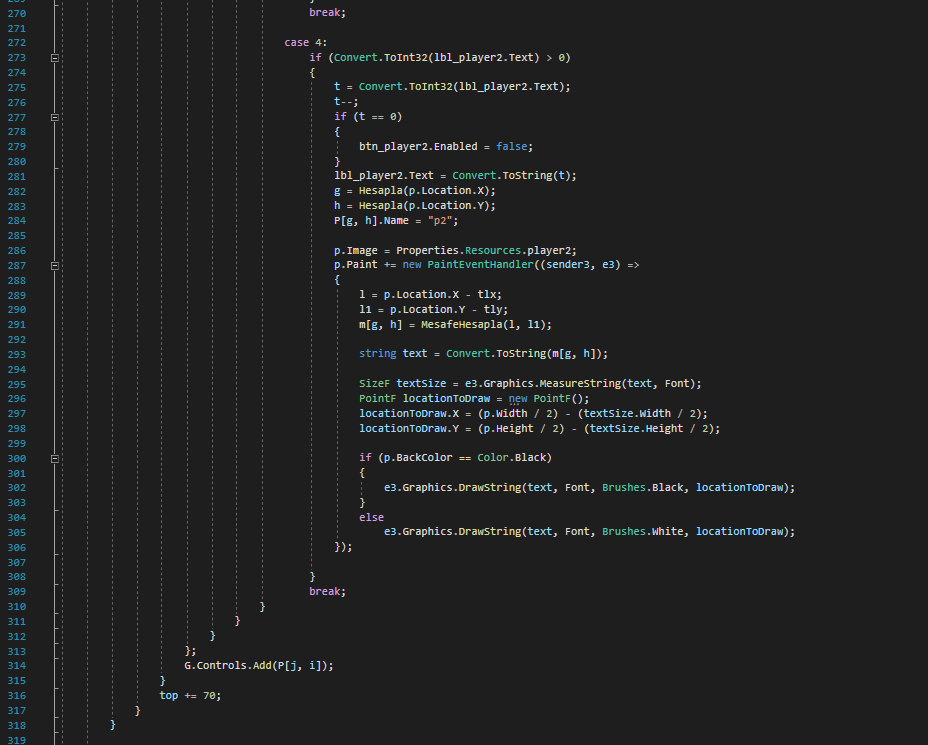 270 break;
271
272 case 4:
273 if (Convert.ToInt32(lbl_player2.Text) > 0)
274 {
275 t = Convert.ToInt32(lbl_player2.Text);
276 t--;
277 if (t == 0)
278 {
279 btn_player2.Enabled = false;
280 }
281 lbl_player2.Text = Convert.ToString(t);
282 g = Hesapla(p.Location.X);
283 h = Hesapla(p.Location.Y);
284 P[g, h].Name = "p2";
285
286 p.Image = Properties.Resources.player2;
287 p.Paint += new PaintEventHandler((sender3, e3) =>
288 {
289 l = p.Location.X - tlx;
290 l1 = p.Location.Y - tly;
291 m[g, h] = MesafeHesapla(l, l1);
292
293 string text = Convert.ToString(m[g, h]);
294
295 SizeF textSize = e3.Graphics.MeasureString(text, Font);
296 PointF locationToDraw = new PointF();
297 locationToDraw.X = (p.Width / 2) - (textSize.Width / 2);
298 locationToDraw.Y = (p.Height / 2) - (textSize.Height / 2);
299
300 if (p.BackColor == Color.Black)
301 {
302 e3.Graphics.DrawString(text, Font, Brushes.Black, locationToDraw);
303 }
304 else
305 e3.Graphics.DrawString(text, Font, Brushes.White, locationToDraw);
306 });
307
308 }
309 break;
310 }
311 }
312 }
313 };
314 G.Controls.Add(P[j, i]);
315 }
316 top += 70;
317 }
318 }
319